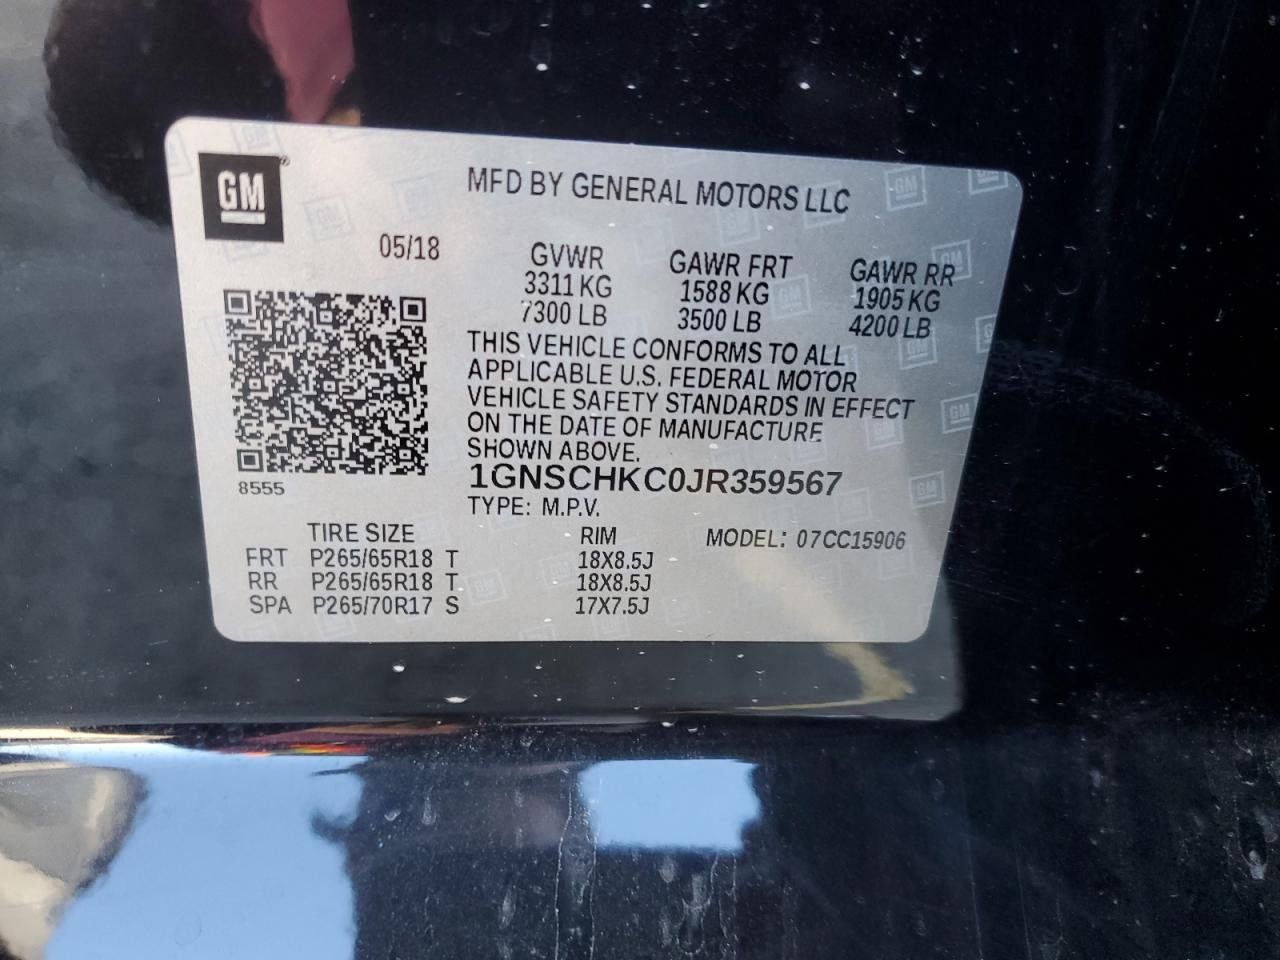 GM
MFD BY GENERAL MOTORS LLC
05/18
GVWR GAWR FRT GAWR RR
3311 KG 1588 KG 1905 KG
7300 LB 3500 LB 4200 LB
THIS VEHICLE CONFORMS TO ALL
APPLICABLE U.S. FEDERAL MOTOR
VEHICLE SAFETY STANDARDS IN EFFECT
ON THE DATE OF MANUFACTURE
SHOWN ABOVE.
8555
1GNSCHKC0JR359567
TYPE: M.P.V.
TIRE SIZE RIM MODEL: 07CC15906
FRT P265/65R18 T 18X8.5J
RR P265/65R18 T 18X8.5J
SPA P265/70R17 S 17X7.5J